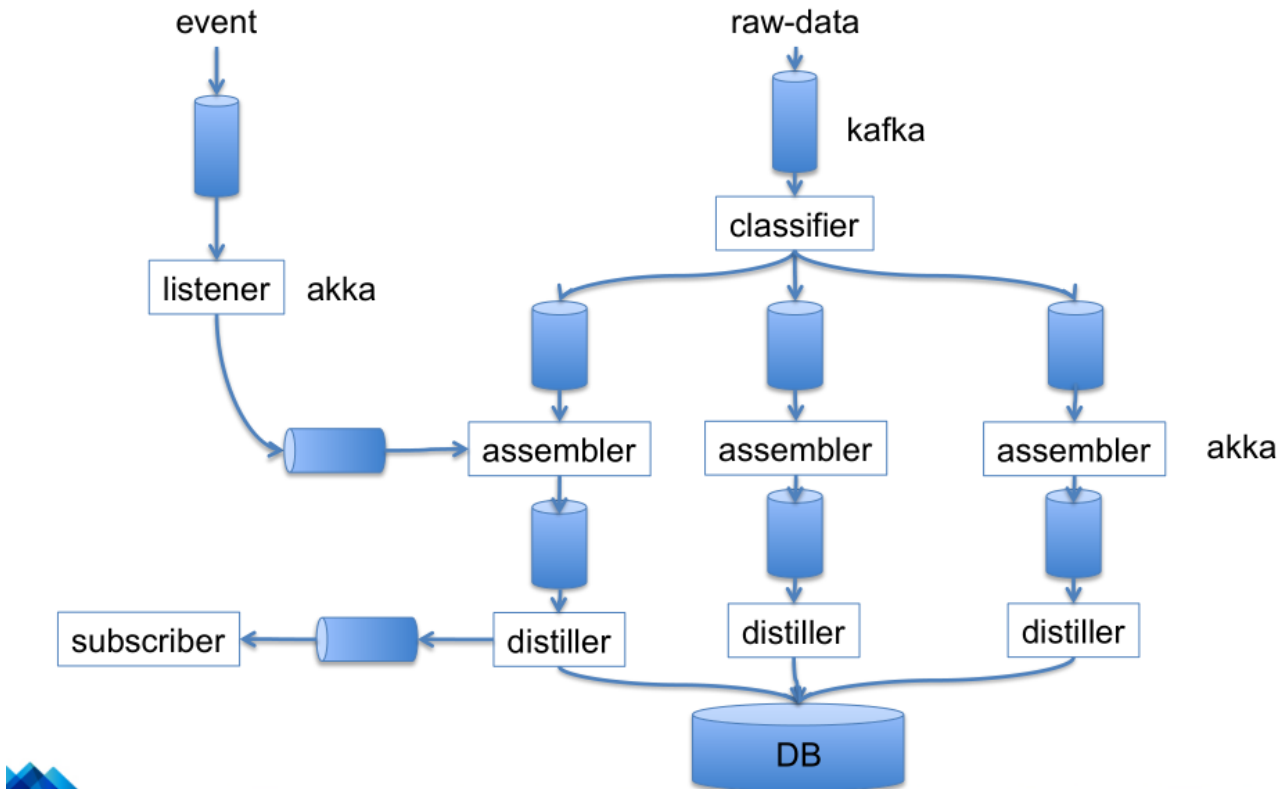 event
raw-data
kafka
classifier
listener
akka
assembler
assembler
assembler
akka
subscriber
distiller
distiller
distiller
DB